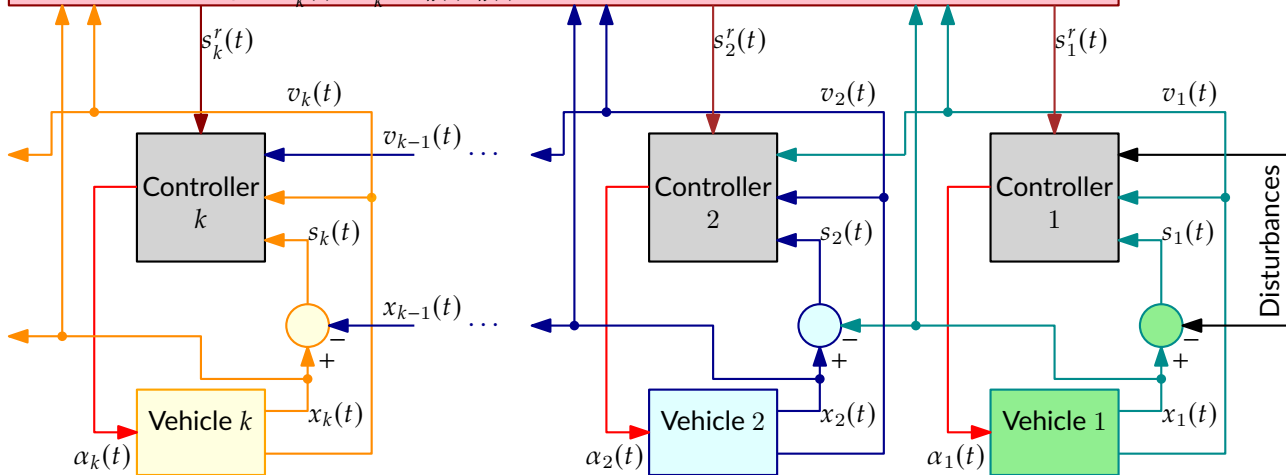 s_k^r(t)
s_2^r(t)
s_1^r(t)
v_k(t)
v_2(t)
v_1(t)
v_{k−1}(t) ···
Controller
k
Controller
2
Controller
1
s_k(t)
s_2(t)
s_1(t)
Disturbances
x_{k−1}(t) ···
−
−
−
+
+
+
Vehicle k
Vehicle 2
Vehicle 1
x_k(t)
x_2(t)
x_1(t)
α_k(t)
α_2(t)
α_1(t)